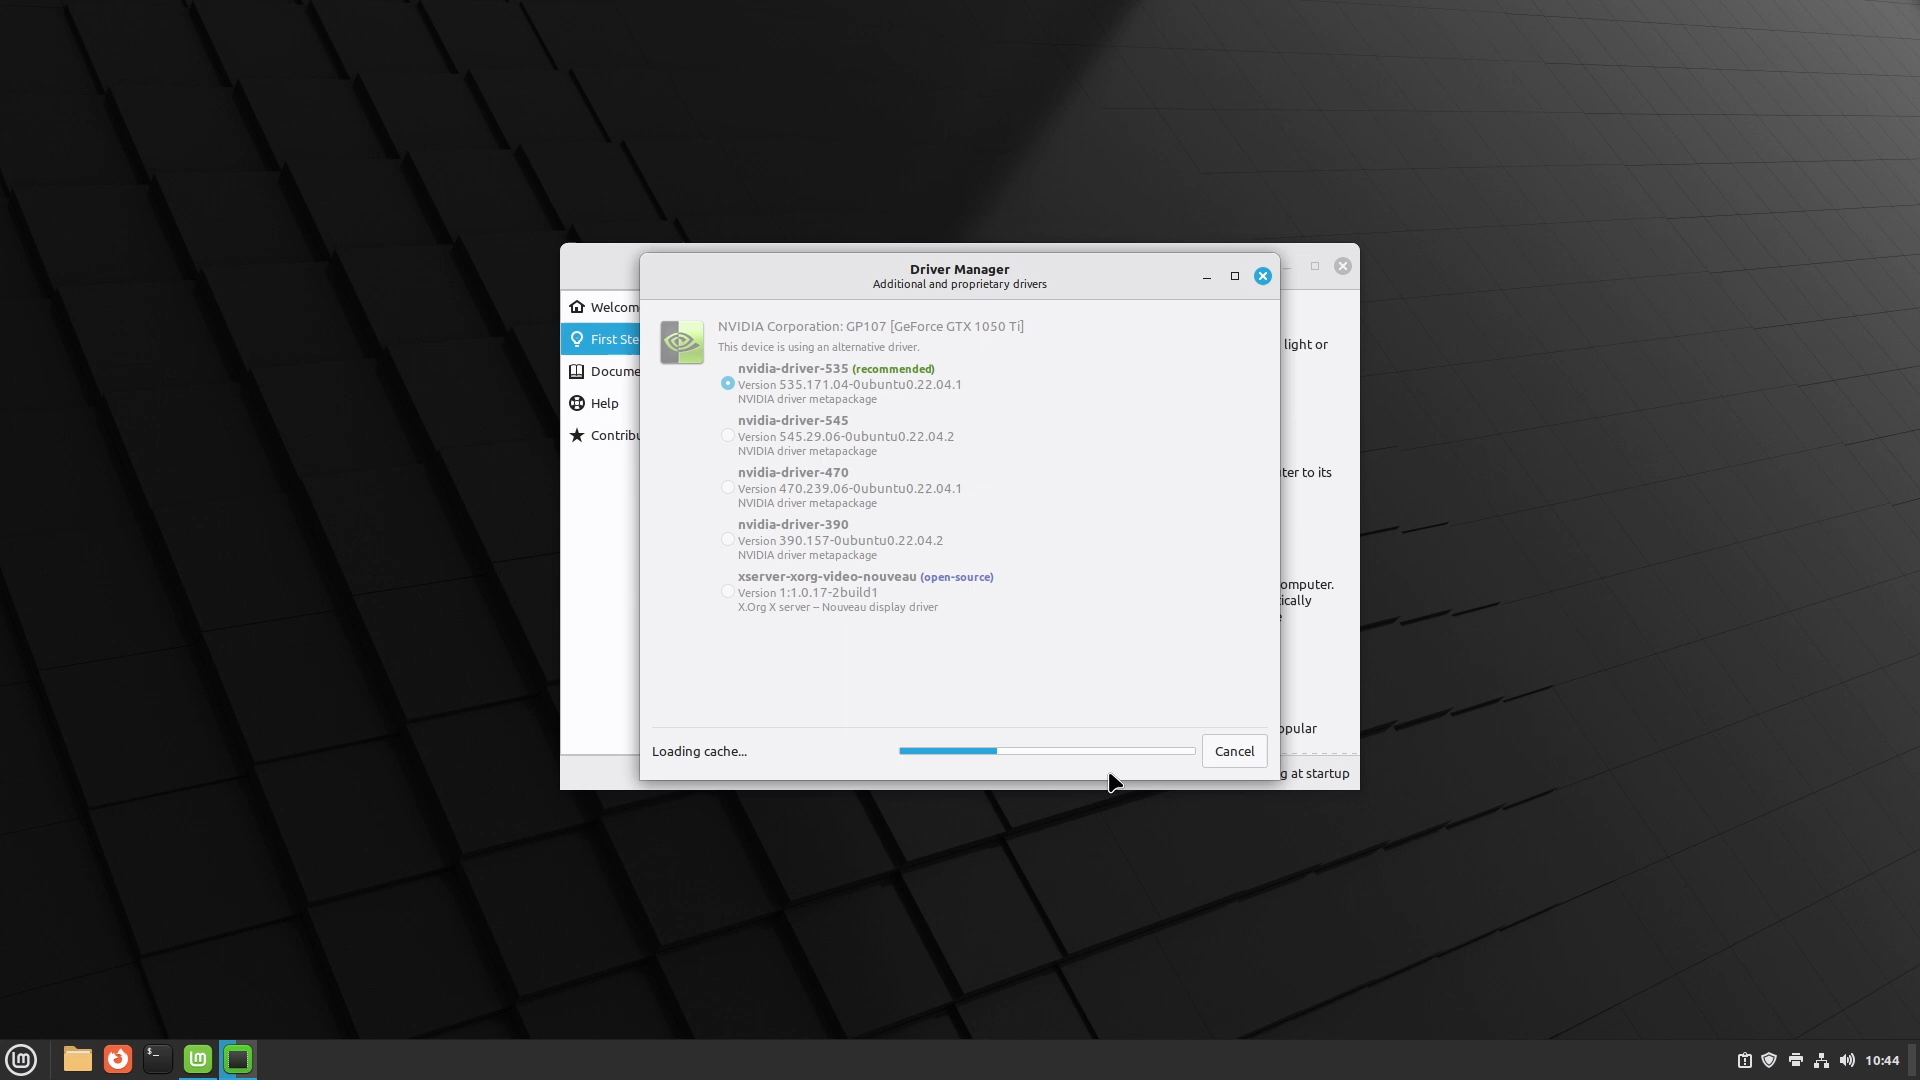 Driver Manager
Additional and proprietary drivers
Welcom
First Ste
Docume
Help
Contribu
NVIDIA Corporation: GP107 [GeForce GTX 1050 Ti]
This device is using an alternative driver.
nvidia-driver-535 (recommended)
Version 535.171.04-0ubuntu0.22.04.1
NVIDIA driver metapackage
nvidia-driver-545
Version 545.29.06-0ubuntu0.22.04.2
NVIDIA driver metapackage
nvidia-driver-470
Version 470.239.06-0ubuntu0.22.04.1
NVIDIA driver metapackage
nvidia-driver-390
Version 390.157-0ubuntu0.22.04.2
NVIDIA driver metapackage
xserver-xorg-video-nouveau (open-source)
Version 1:1.0.17-2build1
X.Org X server – Nouveau display driver
Loading cache...
Cancel
light or
ter to its
omputer.
ically
opular
g at startup
$_
10:44